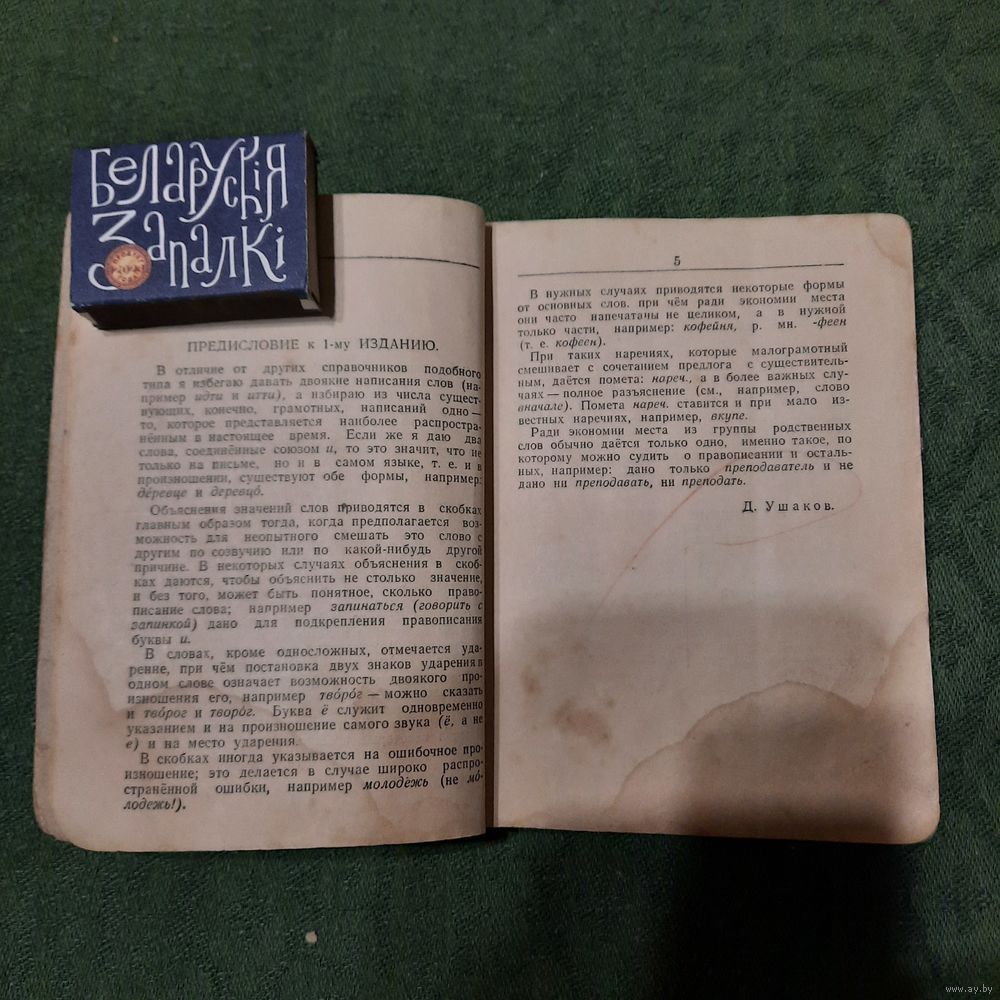 Беларускія
Запалкі
ПРЕДИСЛОВИЕ к 1-му ИЗДАНИЮ.
В отличие от других справочников подобного
типа я избегаю давать двоякие написания слов (на-
пример идти и итти), а избираю из числа сущест-
вующих, конечно, грамотных, написаний одно —
то, которое представляется наиболее распростра-
нённым в настоящее время. Если же я даю два
слова, соединённые союзом и, то это значит, что не
только на письме, но и в самом языке, т. е. и в
произношении, существуют обе формы, например:
дéревце и деревцó.
Объяснения значений слов приводятся в скобках
главным образом тогда, когда предполагается воз-
можность для неопытного смешать это слово с
другим по созвучию или по какой-нибудь другой
причине. В некоторых случаях объяснения в скоб-
ках даются, чтобы объяснить не столько значение,
и без того, может быть, понятное, сколько право-
писание слова; например запинаться (говорить с
запинкой) дано для подкрепления правописания
буквы и.
В словах, кроме односложных, отмечается уда-
рение, при чём постановка двух знаков ударения в
одном слове означает возможность двоякого про-
изношения его, например твóрóг — можно сказать
и твóрог и творóг. Буква ё служит одновременно
указанием и на произношение самого звука (ё, а не
е) и на место ударения.
В скобках иногда указывается на ошибочное про-
изношение; это делается в случае широко распро-
странённой ошибки, например молодёжь (не мó-
лодежь!).
5
В нужных случаях приводятся некоторые формы
от основных слов. при чём ради экономии места
они часто напечатаны не целиком, а в нужной
только части, например: кофейня, р. мн. -феен
(т. е. кофеен).
При таких наречиях, которые малограмотный
смешивает с сочетанием предлога с существитель-
ным, даётся помета: нареч., а в более важных слу-
чаях — полное разъяснение (см., например, слово
вначале). Помета нареч. ставится и при мало из-
вестных наречиях, например, вкупе.
Ради экономии места из группы родственных
слов обычно даётся только одно, именно такое, по
которому можно судить о правописании и осталь-
ных, например: дано только преподаватель и не
дано ни преподавать, ни преподать.
Д. Ушаков.
www.ay.by